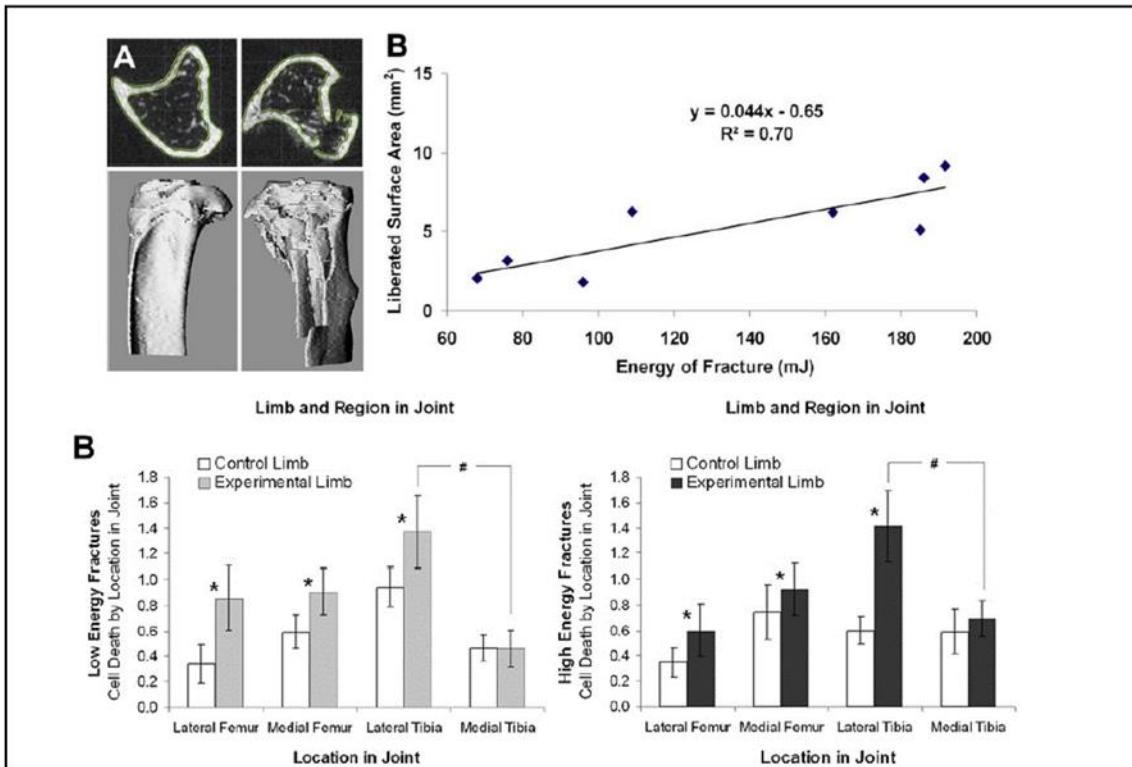 A
B
Liberated Surface Area (mm²)
15
10
5
0
y = 0.044x - 0.65
R² = 0.70
60 80 100 120 140 160 180 200
Energy of Fracture (mJ)
Limb and Region in Joint
Limb and Region in Joint
B
Low Energy Fractures
Cell Death by Location in Joint
Control Limb
Experimental Limb
1.8
1.6
1.4
1.2
1.0
0.8
0.6
0.4
0.2
0.0
* * * #
Lateral Femur Medial Femur Lateral Tibia Medial Tibia
Location in Joint
High Energy Fractures
Cell Death by Location in Joint
Control Limb
Experimental Limb
1.8
1.6
1.4
1.2
1.0
0.8
0.6
0.4
0.2
0.0
* * * #
Lateral Femur Medial Femur Lateral Tibia Medial Tibia
Location in Joint